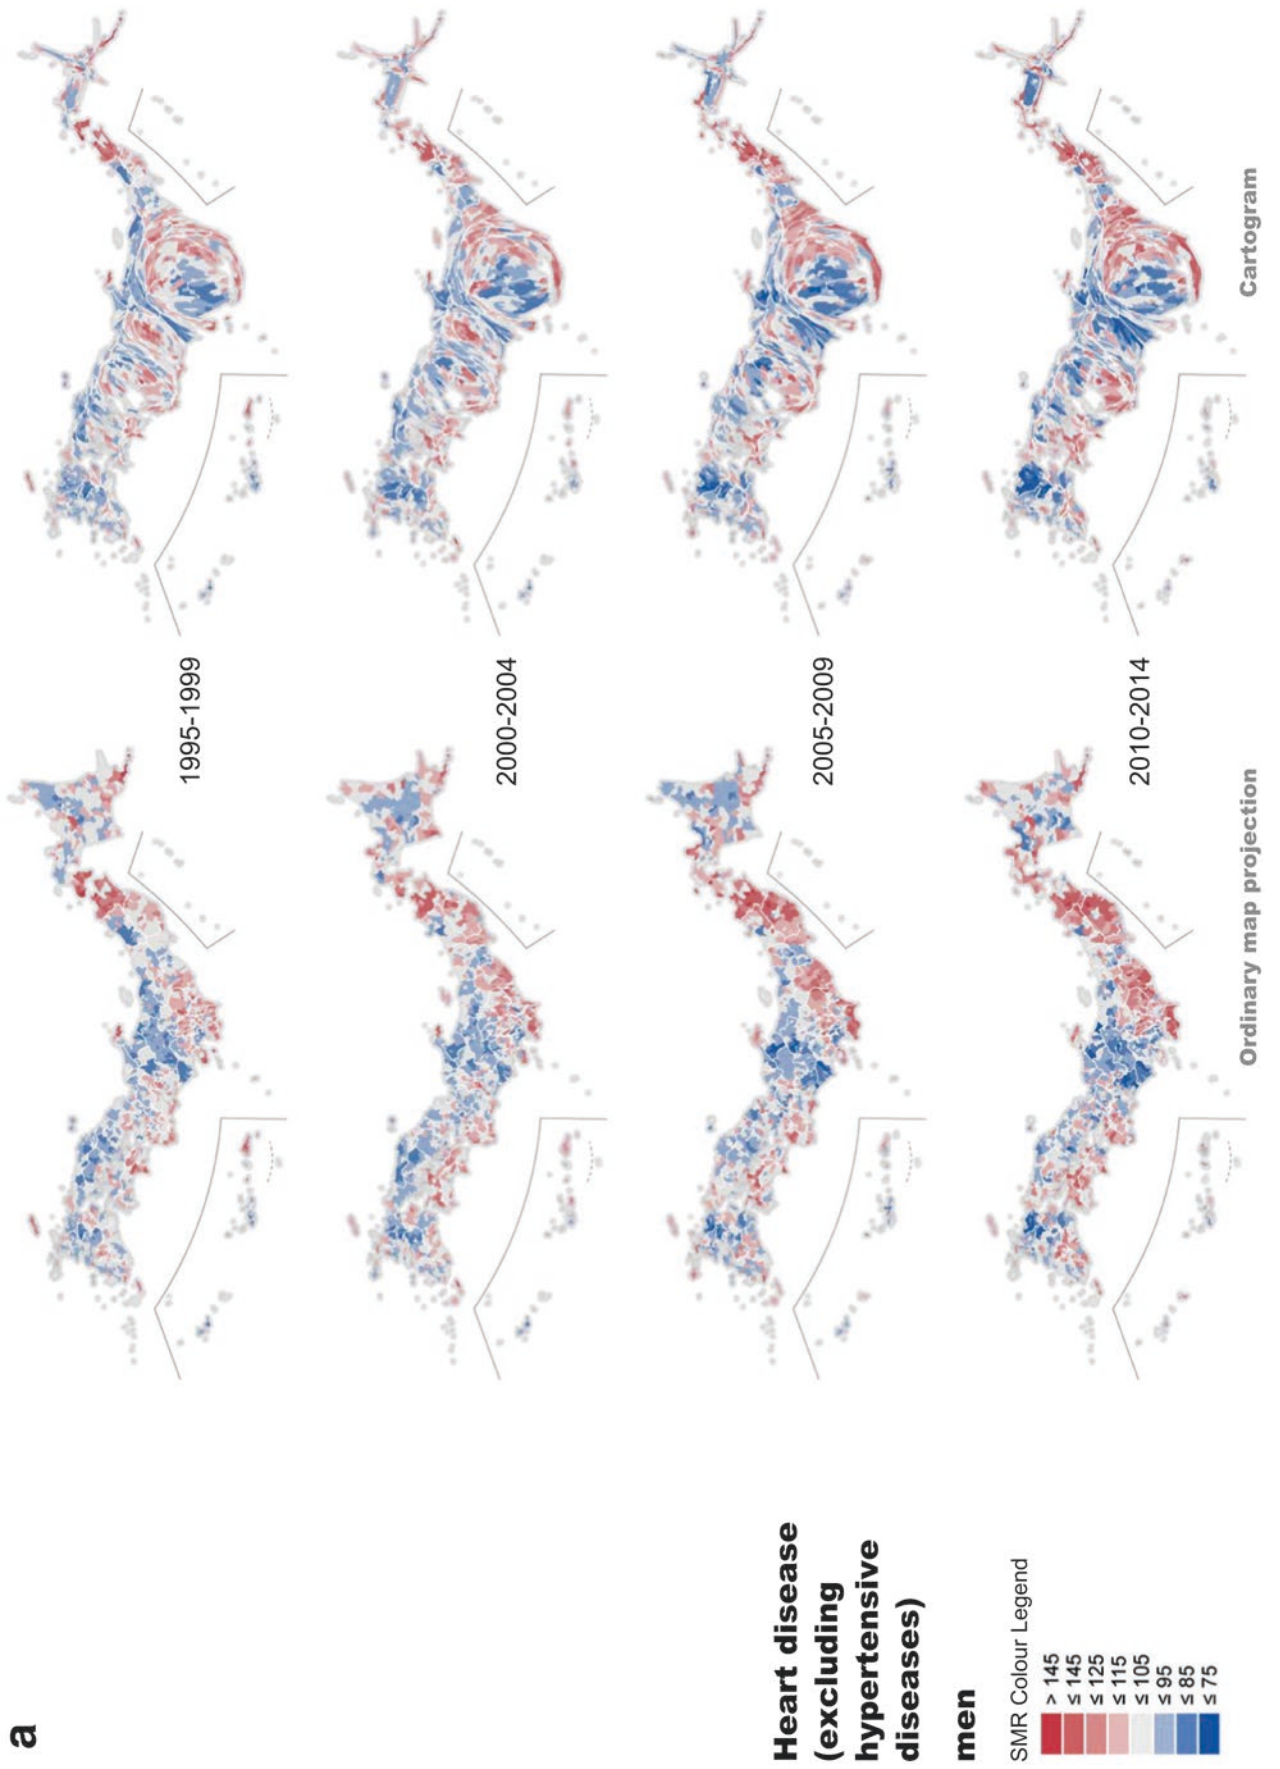 a
1995-1999
2000-2004
2005-2009
2010-2014
Ordinary map projection
Cartogram
Heart disease
(excluding
hypertensive
diseases)
men
SMR Colour Legend
> 145
≤ 145
≤ 125
≤ 115
≤ 105
≤ 95
≤ 85
≤ 75